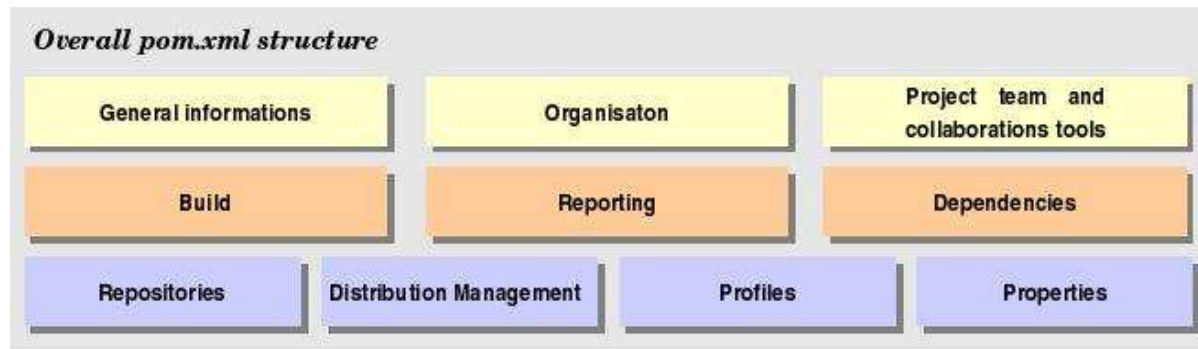 Overall pom.xml structure
General informations
Organisaton
Project team and
collaborations tools
Build
Reporting
Dependencies
Repositories
Distribution Management
Profiles
Properties